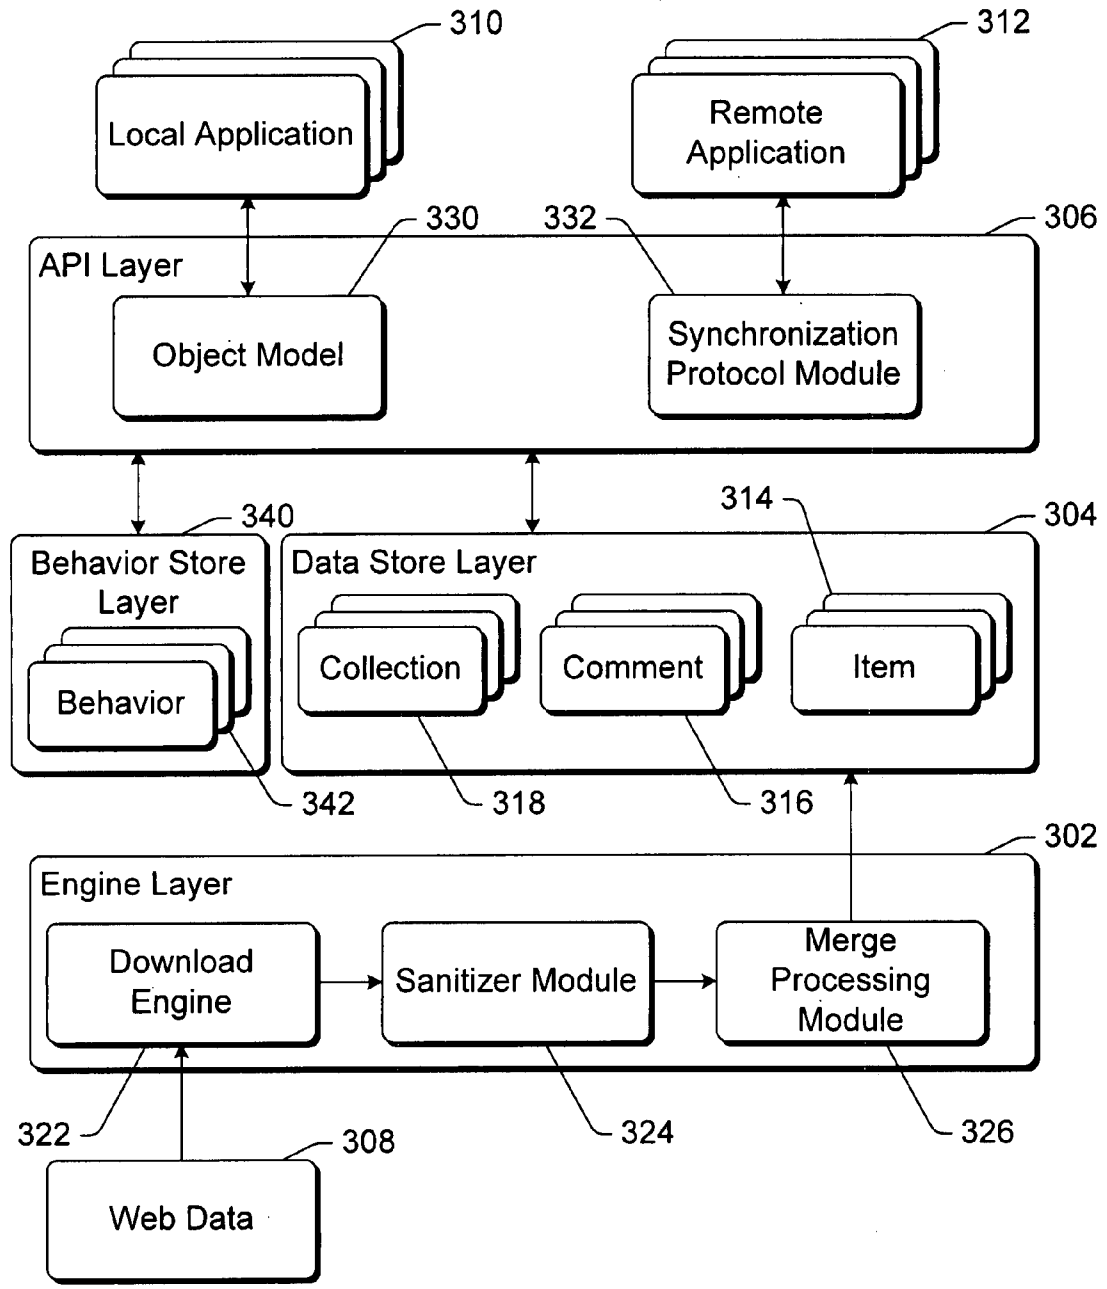 310
312
Local Application
Remote
Application
330
332
306
API Layer
Object Model
Synchronization
Protocol Module
340
314
304
Behavior Store
Layer
Data Store Layer
Behavior
Collection
Comment
Item
342
318
316
302
Engine Layer
Download
Engine
Sanitizer Module
Merge
Processing
Module
322
308
324
326
Web Data